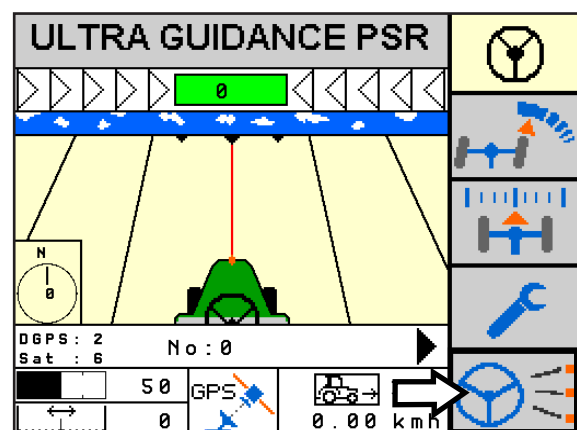 ULTRA GUIDANCE PSR
0
N
0
DGPS: 2
Sat : 6
No:0
50
GPS
0
0.00 kmh